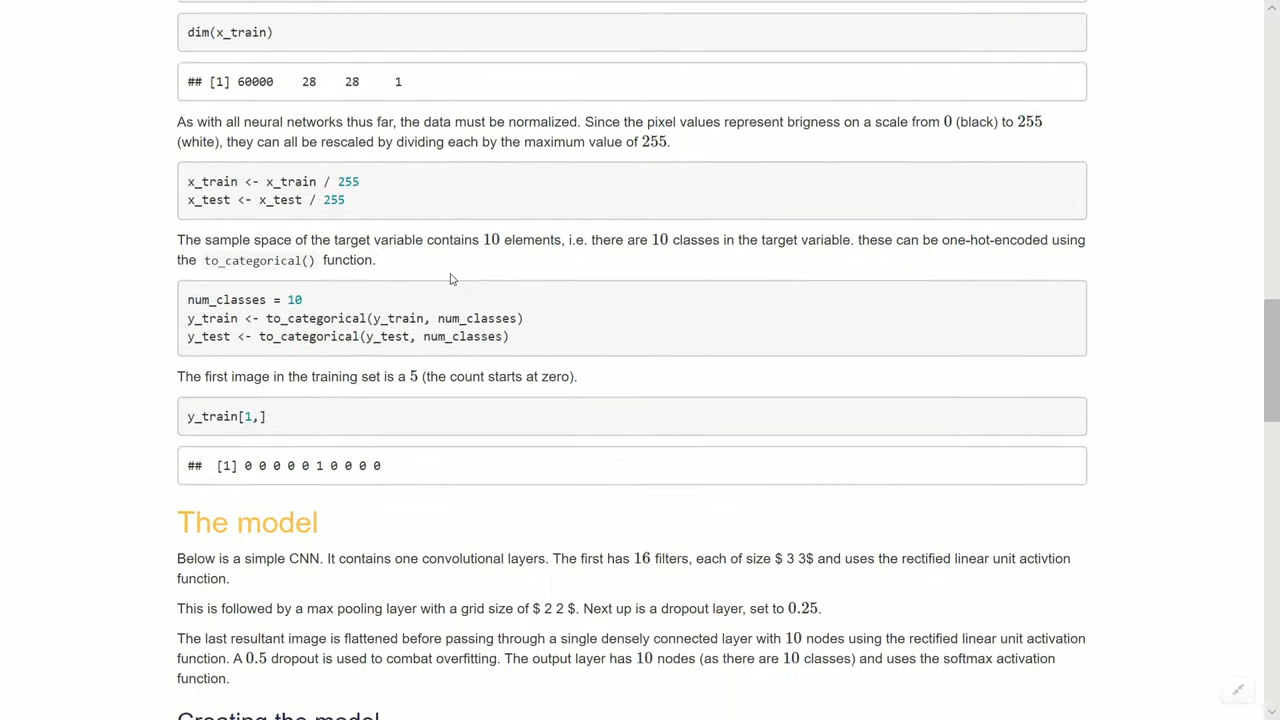 dim(x_train)
## [1] 60000    28    28     1
As with all neural networks thus far, the data must be normalized. Since the pixel values represent brigness on a scale from 0 (black) to 255
(white), they can all be rescaled by dividing each by the maximum value of 255.
x_train <- x_train / 255
x_test <- x_test / 255
The sample space of the target variable contains 10 elements, i.e. there are 10 classes in the target variable. these can be one-hot-encoded using
the to_categorical() function.
num_classes = 10
y_train <- to_categorical(y_train, num_classes)
y_test <- to_categorical(y_test, num_classes)
The first image in the training set is a 5 (the count starts at zero).
y_train[1,]
##  [1] 0 0 0 0 0 1 0 0 0 0
The model
Below is a simple CNN. It contains one convolutional layers. The first has 16 filters, each of size $ 3 3$ and uses the rectified linear unit activtion
function.
This is followed by a max pooling layer with a grid size of $ 2 2 $. Next up is a dropout layer, set to 0.25.
The last resultant image is flattened before passing through a single densely connected layer with 10 nodes using the rectified linear unit activation
function. A 0.5 dropout is used to combat overfitting. The output layer has 10 nodes (as there are 10 classes) and uses the softmax activation
function.
Creating the model